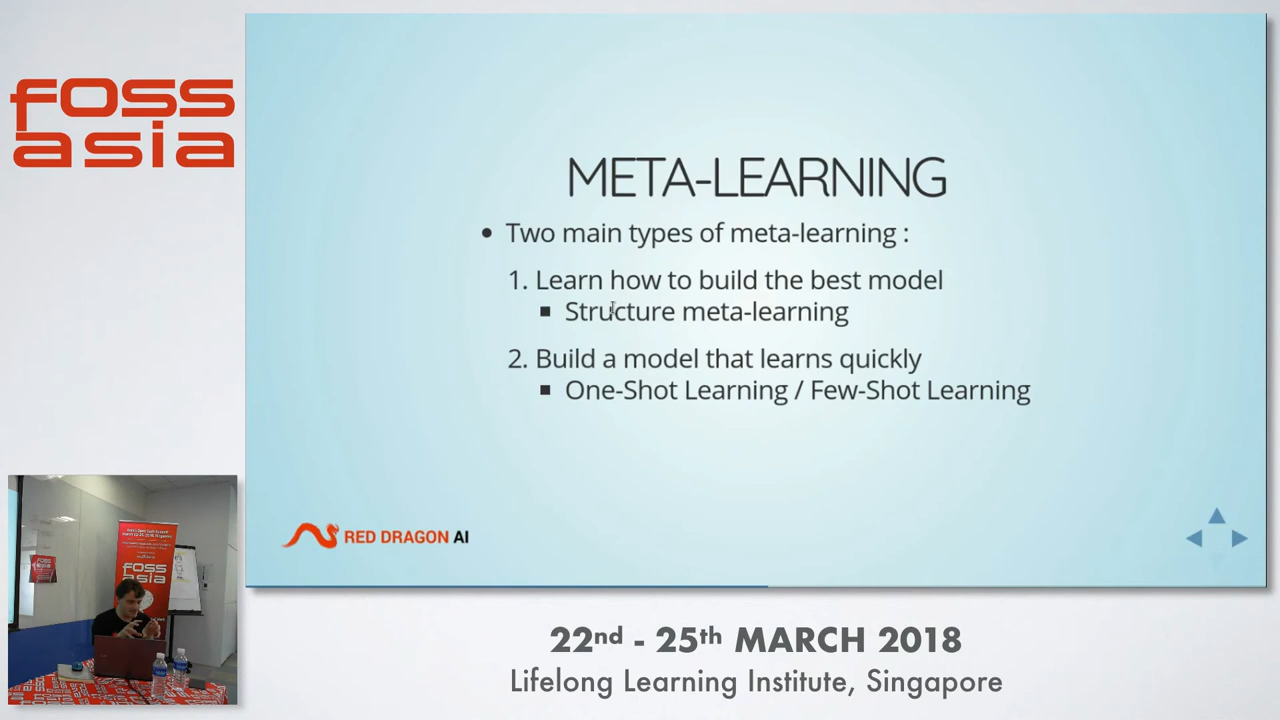 foss
asia
META-LEARNING
• Two main types of meta-learning :
1. Learn how to build the best model
▪ Structure meta-learning
2. Build a model that learns quickly
▪ One-Shot Learning / Few-Shot Learning
RED DRAGON AI
foss
asia
22nd - 25th MARCH 2018
Lifelong Learning Institute, Singapore